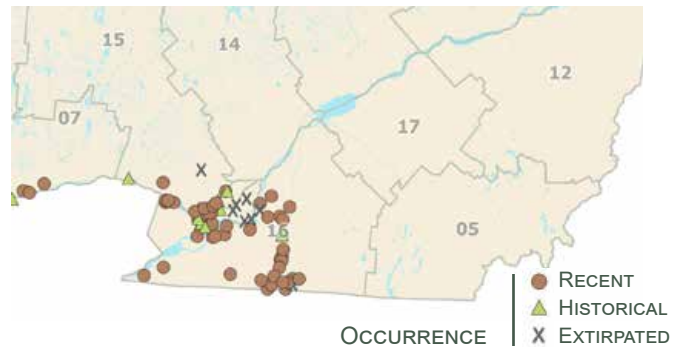 15
14
12
07
17
16
05
RECENT
HISTORICAL
OCCURRENCE
EXTIRPATED